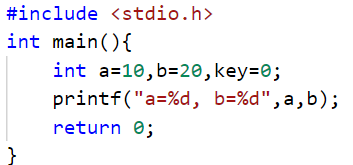 #include <stdio.h>
int main(){
    int a=10,b=20,key=0;
    printf("a=%d, b=%d",a,b);
    return 0;
}